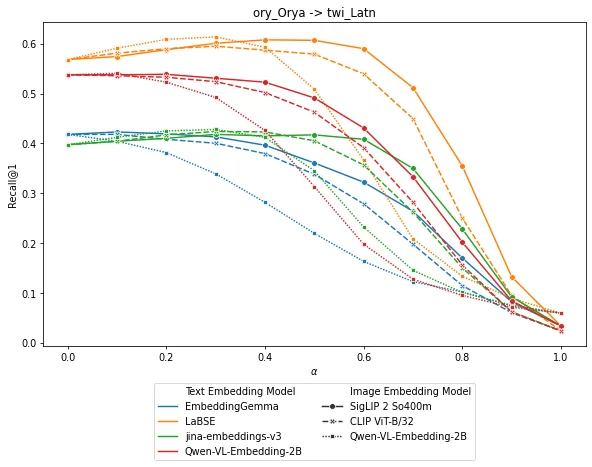 ory_Orya -> twi_Latn
Recall@1
0.6
0.5
0.4
0.3
0.2
0.1
0.0
0.0 0.2 0.4 0.6 0.8 1.0
α
Text Embedding Model
EmbeddingGemma
LaBSE
jina-embeddings-v3
Qwen-VL-Embedding-2B
Image Embedding Model
SigLIP 2 So400m
CLIP ViT-B/32
Qwen-VL-Embedding-2B